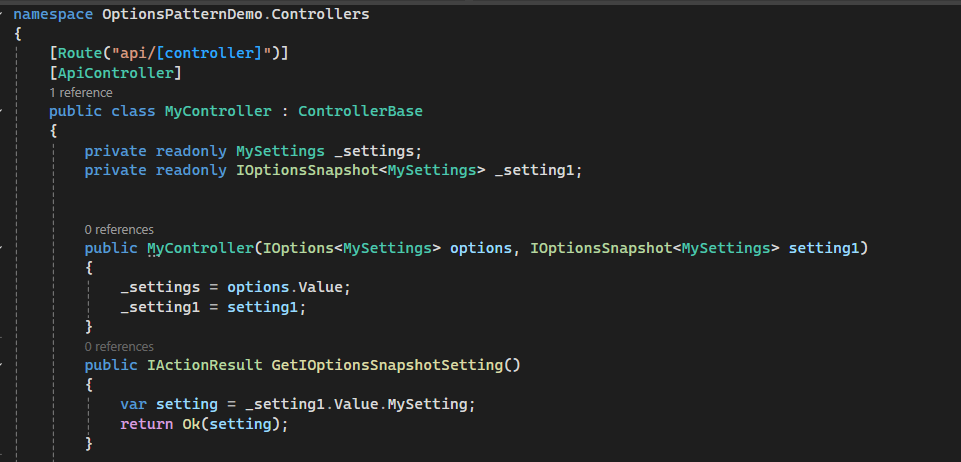 namespace OptionsPatternDemo.Controllers
{
[Route("api/[controller]")]
[ApiController]
1 reference
public class MyController : ControllerBase
{
private readonly MySettings _settings;
private readonly IOptionsSnapshot<MySettings> _setting1;
0 references
public MyController(IOptions<MySettings> options, IOptionsSnapshot<MySettings> setting1)
{
_settings = options.Value;
_setting1 = setting1;
}
0 references
public IActionResult GetIOptionsSnapshotSetting()
{
var setting = _setting1.Value.MySetting;
return Ok(setting);
}